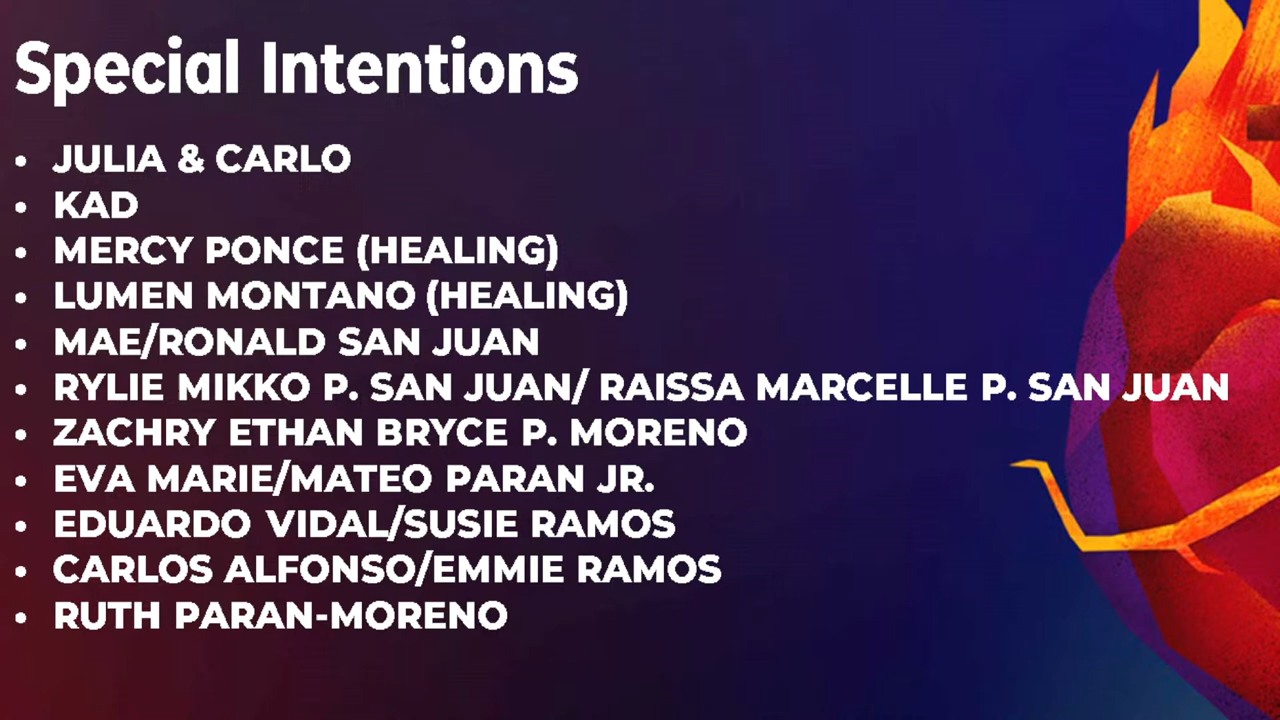 Special Intentions
• JULIA & CARLO
• KAD
• MERCY PONCE (HEALING)
• LUMEN MONTANO (HEALING)
• MAE/RONALD SAN JUAN
• RYLIE MIKKO P. SAN JUAN/ RAISSA MARCELLE P. SAN JUAN
• ZACHRY ETHAN BRYCE P. MORENO
• EVA MARIE/MATEO PARAN JR.
• EDUARDO VIDAL/SUSIE RAMOS
• CARLOS ALFONSO/EMMIE RAMOS
• RUTH PARAN-MORENO